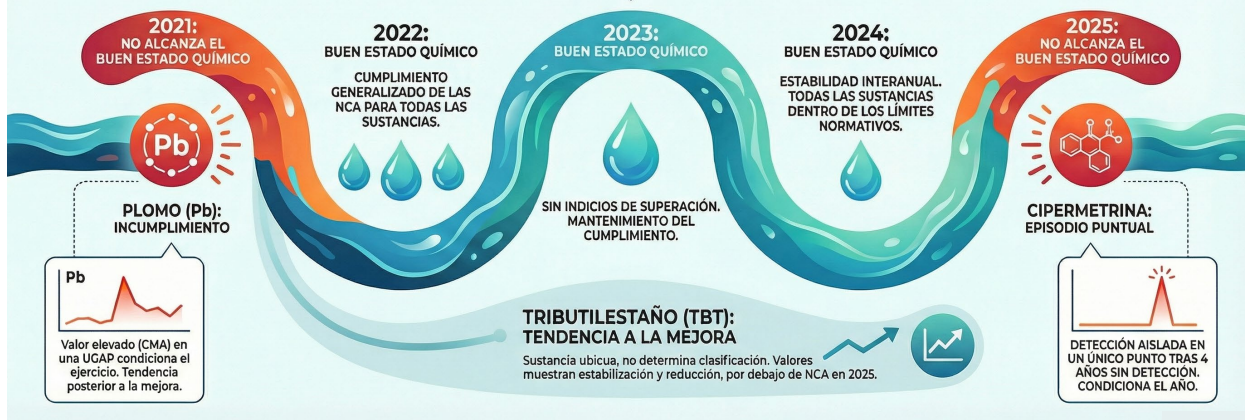 2021:
NO ALCANZA EL
BUEN ESTADO QUÍMICO
2022:
BUEN ESTADO QUÍMICO
CUMPLIMIENTO
GENERALIZADO DE LAS
NCA PARA TODAS LAS
SUSTANCIAS.
2023:
BUEN ESTADO QUÍMICO
2024:
BUEN ESTADO QUÍMICO
ESTABILIDAD INTERANUAL.
TODAS LAS SUSTANCIAS
DENTRO DE LOS LÍMITES
NORMATIVOS.
2025:
NO ALCANZA EL
BUEN ESTADO QUÍMICO
Pb
PLOMO (Pb):
INCUMPLIMIENTO
Pb
Valor elevado (CMA) en
una UGAP condiciona el
ejercicio. Tendencia
posterior a la mejora.
SIN INDICIOS DE SUPERACIÓN.
MANTENIMIENTO DEL
CUMPLIMIENTO.
TRIBUTILESTAÑO (TBT):
TENDENCIA A LA MEJORA
Sustancia ubicua, no determina clasificación. Valores
muestran estabilización y reducción, por debajo de NCA en 2025.
CIPERMETRINA:
EPISODIO PUNTUAL
DETECCIÓN AISLADA EN
UN ÚNICO PUNTO TRAS 4
AÑOS SIN DETECCIÓN.
CONDICIONA EL AÑO.